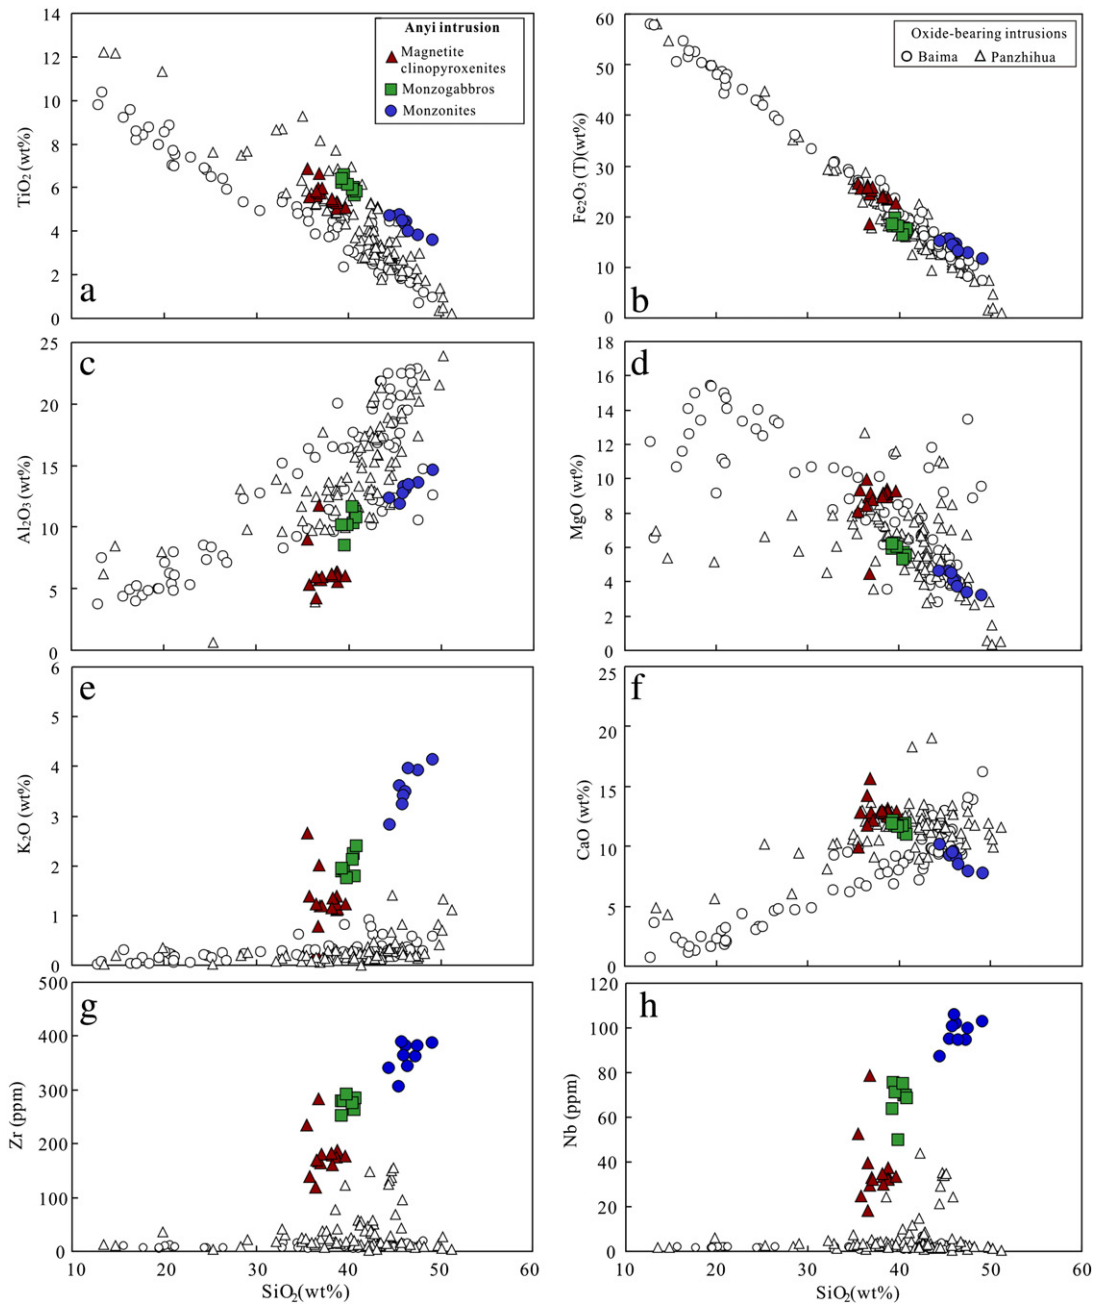 14
12
10
8
6
4
2
0
TiO₂ (wt%)
a
Anyi intrusion
Magnetite
clinopyroxenites
Monzogabbros
Monzonites
60
50
40
30
20
10
0
Fe₂O₃ (T)(wt%)
b
Oxide-bearing intrusions
Baima
Panzhihua
25
20
15
10
5
0
Al₂O₃ (wt%)
c
18
16
14
12
10
8
6
4
2
0
MgO (wt%)
d
6
5
4
3
2
1
0
K₂O (wt%)
e
25
20
15
10
5
0
CaO (wt%)
f
500
400
300
200
100
0
Zr (ppm)
g
10
20
30
40
50
60
SiO₂(wt%)
120
100
80
60
40
20
0
Nb (ppm)
h
10
20
30
40
50
60
SiO₂(wt%)